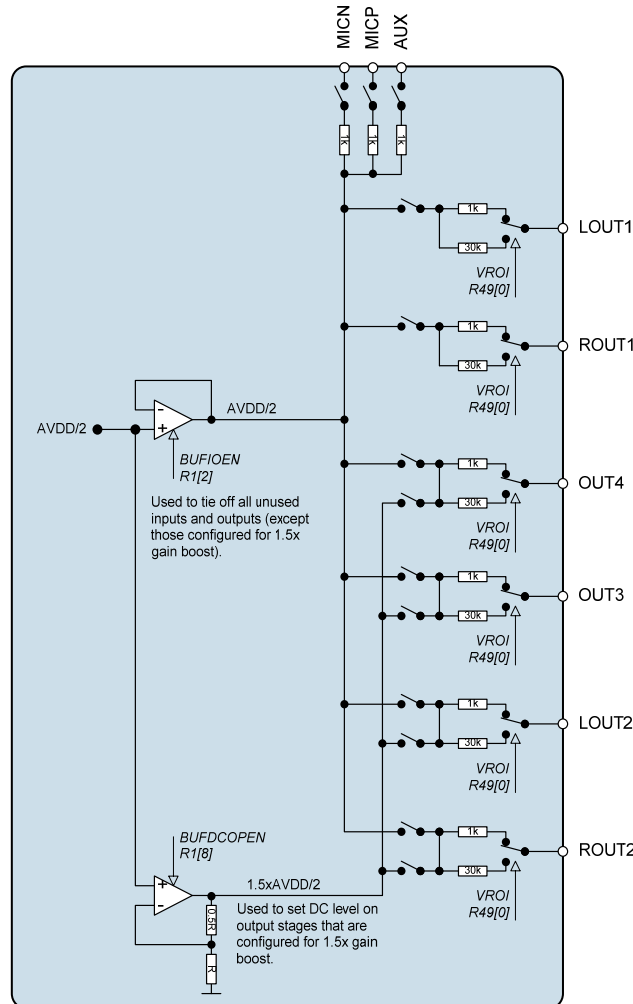 MICN
MICP
AUX
1k
1k
1k
1k
30k
LOUT1
VROI
R49[0]
1k
30k
ROUT1
VROI
R49[0]
AVDD/2
-
+
AVDD/2
BUFIOEN
R1[2]
Used to tie off all unused
inputs and outputs (except
those configured for 1.5x
gain boost).
1k
30k
OUT4
VROI
R49[0]
1k
30k
OUT3
VROI
R49[0]
1k
30k
LOUT2
VROI
R49[0]
1k
30k
ROUT2
VROI
R49[0]
BUFDCOPEN
R1[8]
+
-
1.5xAVDD/2
0.5R
R
Used to set DC level on
output stages that are
configured for 1.5x gain
boost.